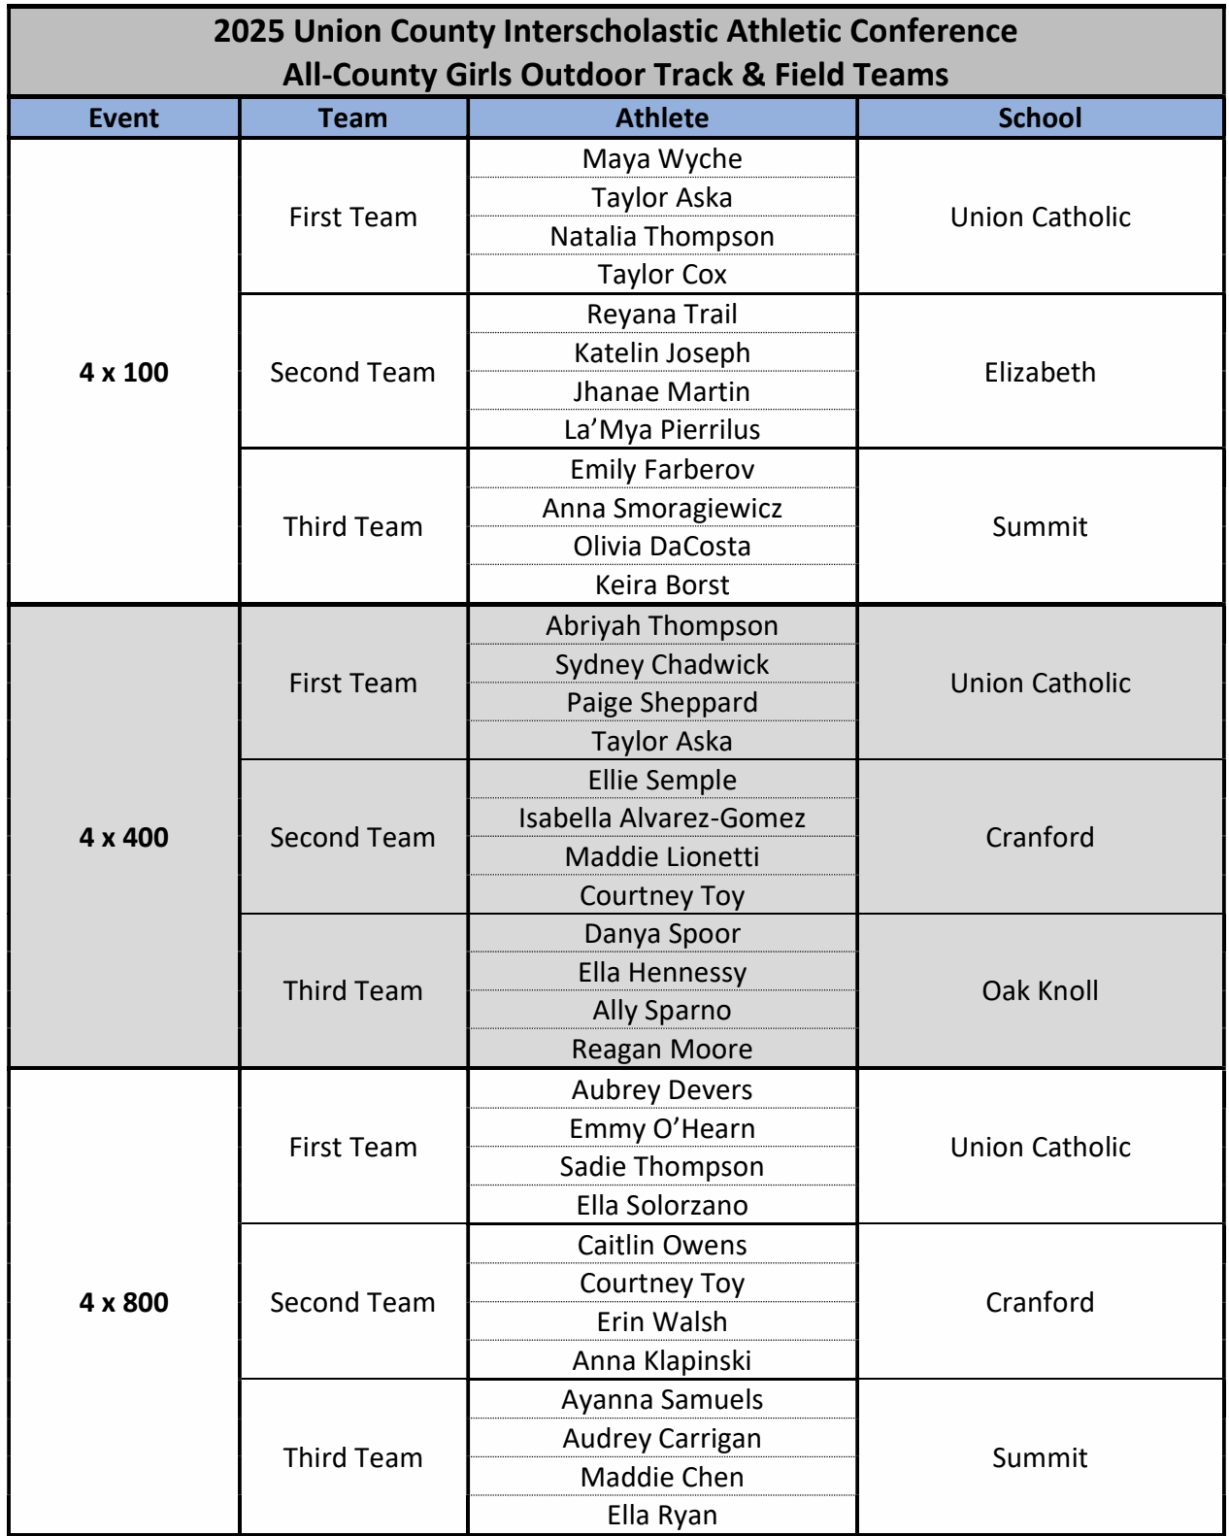 2025 Union County Interscholastic Athletic Conference
All-County Girls Outdoor Track & Field Teams
Event Team Athlete School
4 x 100
First Team
Maya Wyche
Taylor Aska
Natalia Thompson
Taylor Cox
Union Catholic
Second Team
Reyana Trail
Katelin Joseph
Jhanae Martin
La’Mya Pierrilus
Elizabeth
Third Team
Emily Farberov
Anna Smoragiewicz
Olivia DaCosta
Keira Borst
Summit
4 x 400
First Team
Abriyah Thompson
Sydney Chadwick
Paige Sheppard
Taylor Aska
Union Catholic
Second Team
Ellie Semple
Isabella Alvarez-Gomez
Maddie Lionetti
Courtney Toy
Cranford
Third Team
Danya Spoor
Ella Hennessy
Ally Sparno
Reagan Moore
Oak Knoll
4 x 800
First Team
Aubrey Devers
Emmy O’Hearn
Sadie Thompson
Ella Solorzano
Union Catholic
Second Team
Caitlin Owens
Courtney Toy
Erin Walsh
Anna Klapinski
Cranford
Third Team
Ayanna Samuels
Audrey Carrigan
Maddie Chen
Ella Ryan
Summit